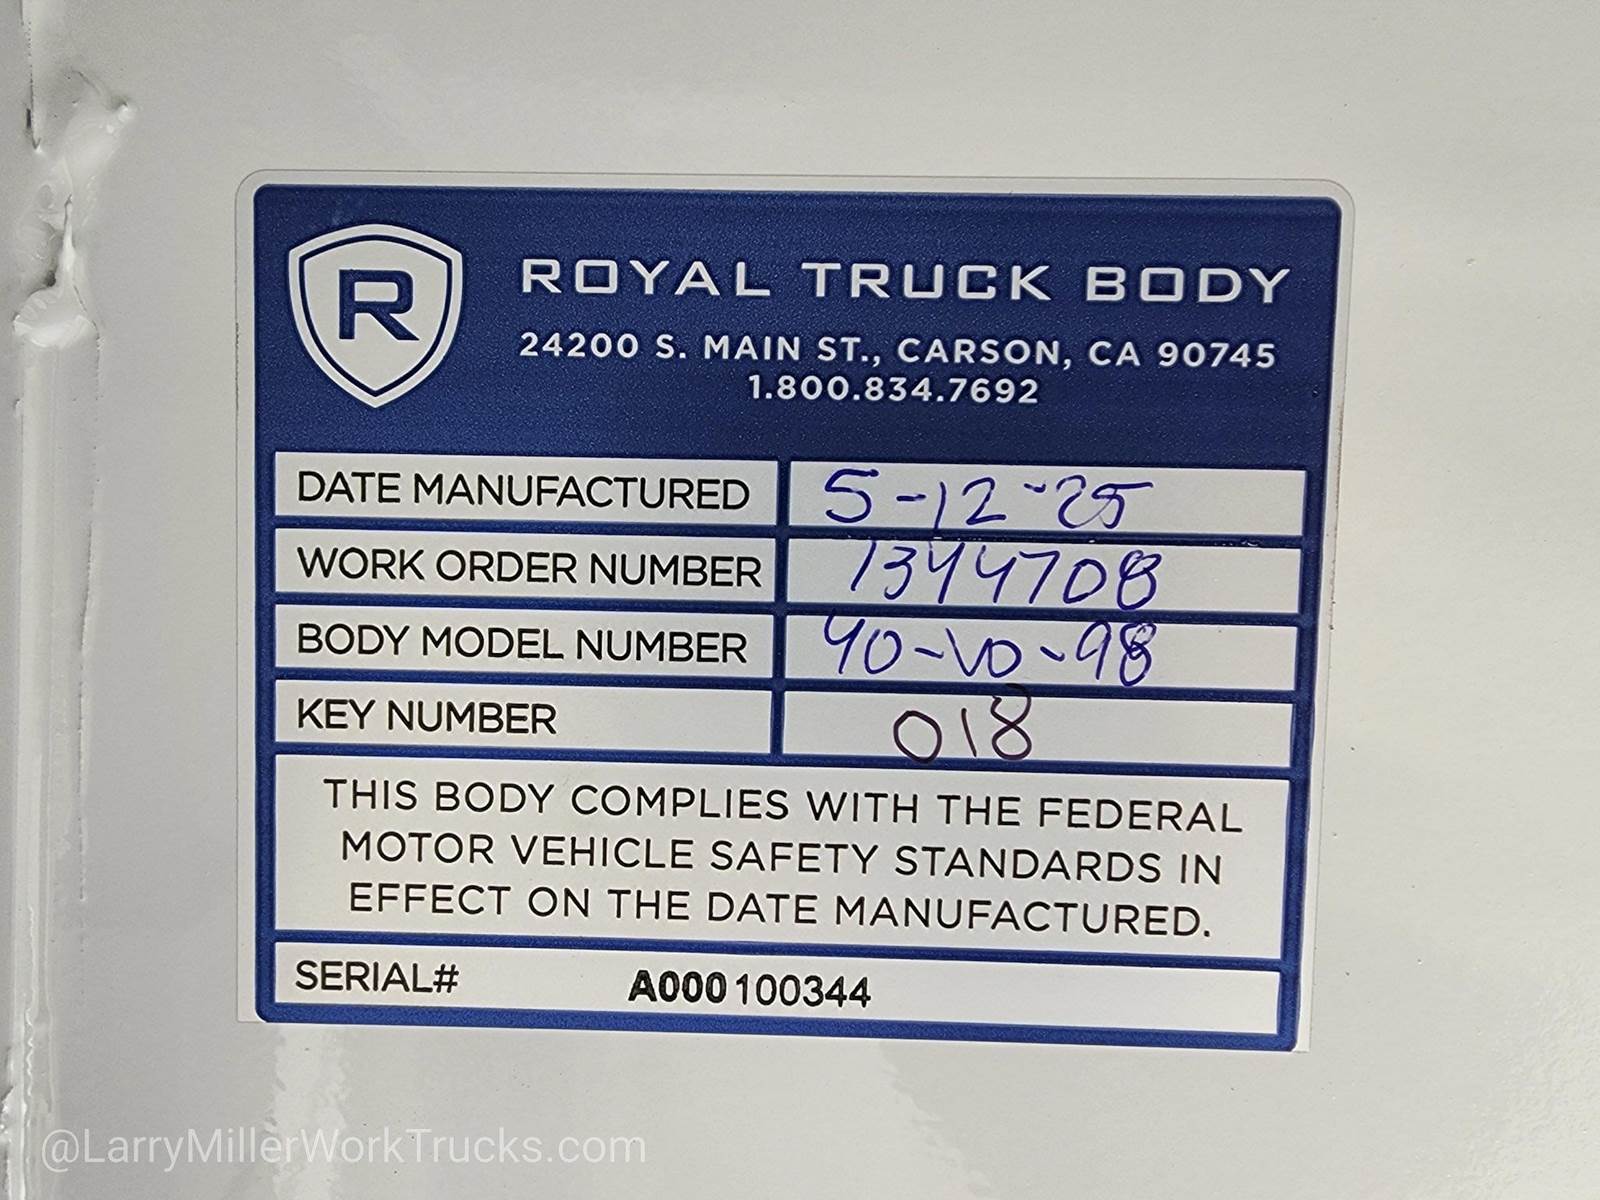 R
ROYAL TRUCK BODY
24200 S. MAIN ST., CARSON, CA 90745
1.800.834.7692
DATE MANUFACTURED 5-12-25
WORK ORDER NUMBER 1344708
BODY MODEL NUMBER 40-VO-98
KEY NUMBER 018
THIS BODY COMPLIES WITH THE FEDERAL
MOTOR VEHICLE SAFETY STANDARDS IN
EFFECT ON THE DATE MANUFACTURED.
SERIAL# A000100344
@LarryMillerWorkTrucks.com